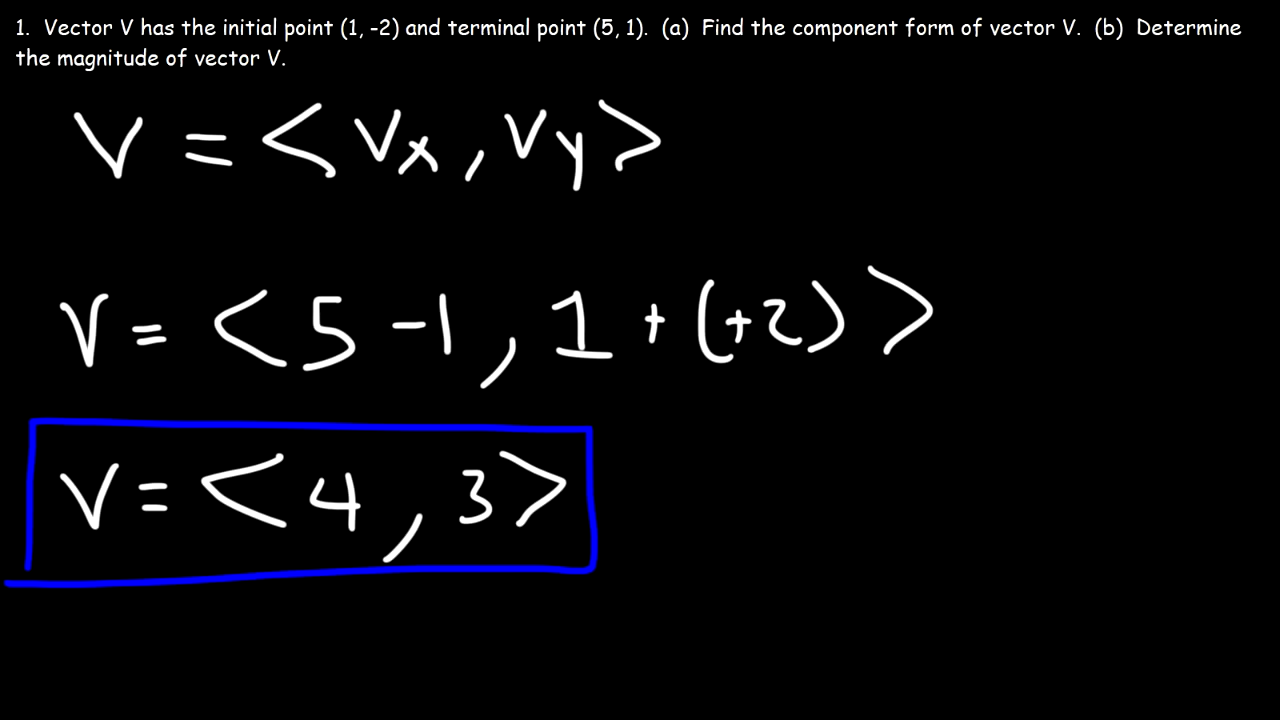 1. Vector V has the initial point (1, -2) and terminal point (5, 1). (a) Find the component form of vector V. (b) Determine
the magnitude of vector V.
V = < Vx , Vy >
V = < 5 - 1 , 1 + (+2) >
V = < 4 , 3 >